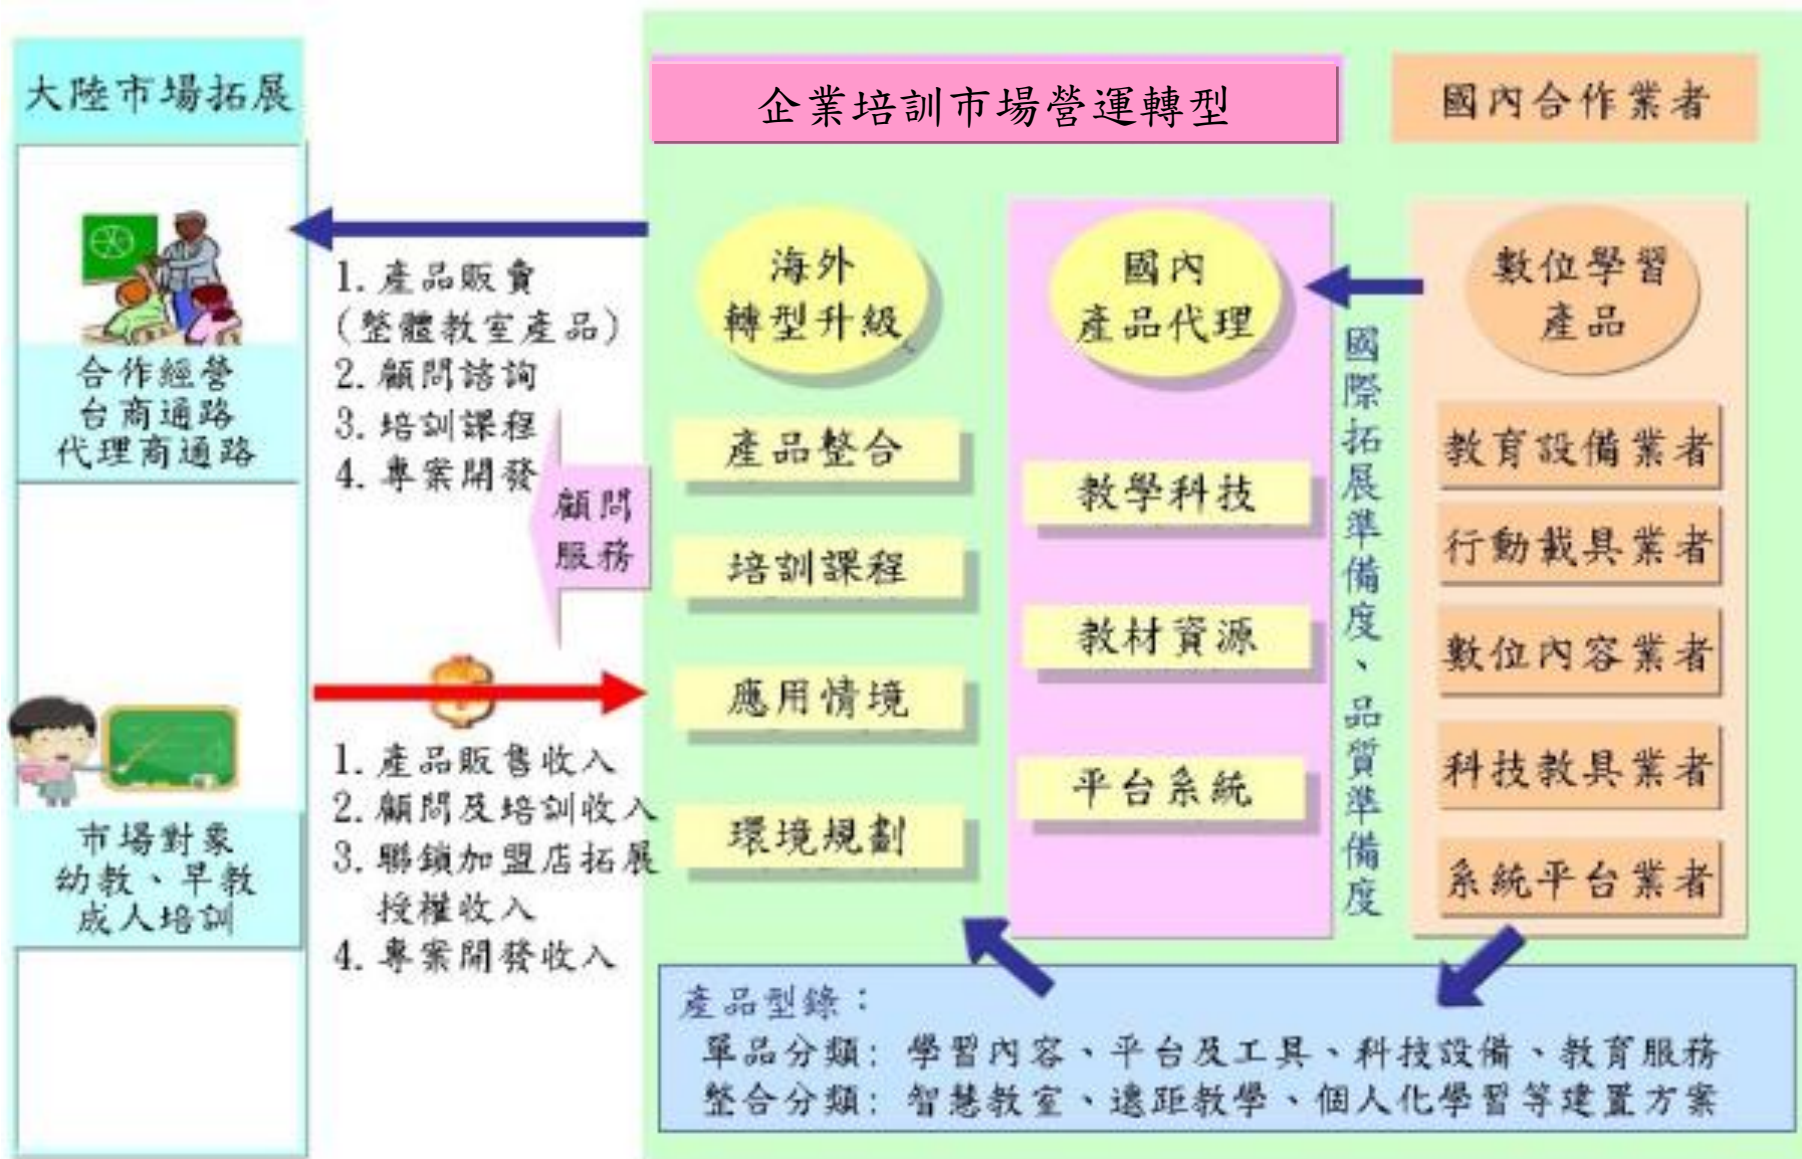 大陸市場拓展
合作經營
台商通路
代理商通路
市場對象
幼教、早教
成人培訓
1. 產品販賣
(整體教室產品)
2. 顧問諮詢
3. 培訓課程
4. 專案開發
顧問
服務
1. 產品販售收入
2. 顧問及培訓收入
3. 聯鎖加盟店拓展
授權收入
4. 專案開發收入
企業培訓市場營運轉型
海外
轉型升級
產品整合
培訓課程
應用情境
環境規劃
國內
產品代理
教學科技
教材資源
平台系統
國際拓展準備度、品質準備度
國內合作業者
數位學習
產品
教育設備業者
行動載具業者
數位內容業者
科技教具業者
系統平台業者
產品型錄：
單品分類: 學習內容、平台及工具、科技設備、教育服務
整合分類: 智慧教室、遠距教學、個人化學習等建置方案